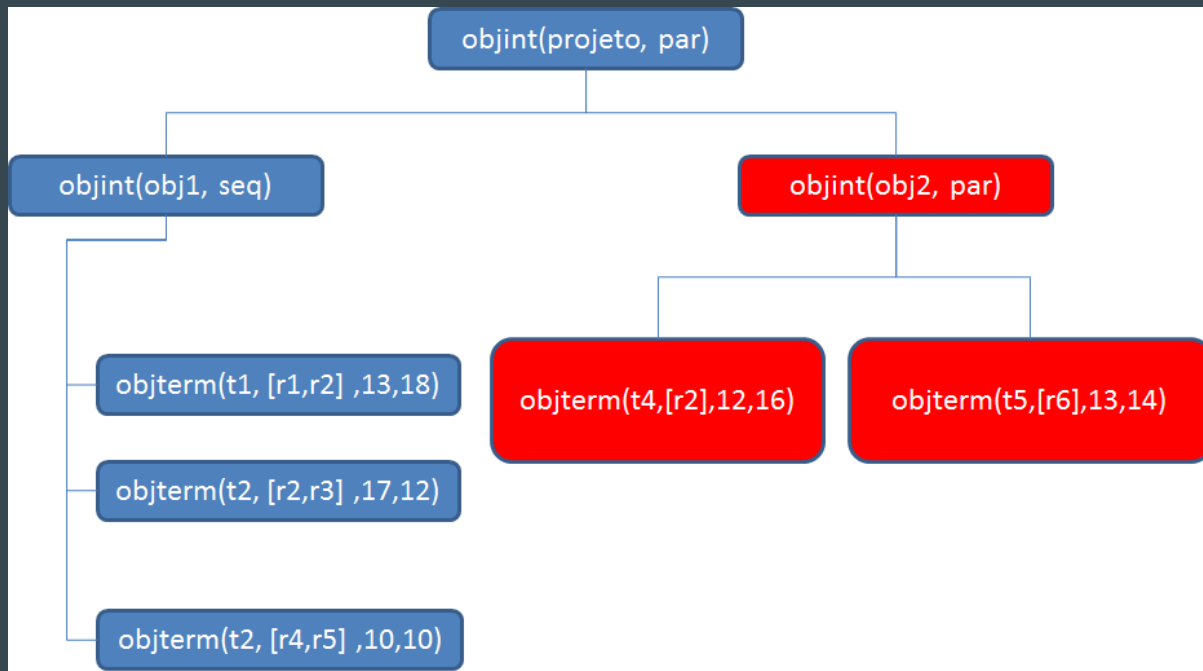 objint(projeto, par)
objint(obj1, seq)
objint(obj2, par)
objterm(t1, [r1,r2] ,13,18)
objterm(t2, [r2,r3] ,17,12)
objterm(t2, [r4,r5] ,10,10)
objterm(t4,[r2],12,16)
objterm(t5,[r6],13,14)